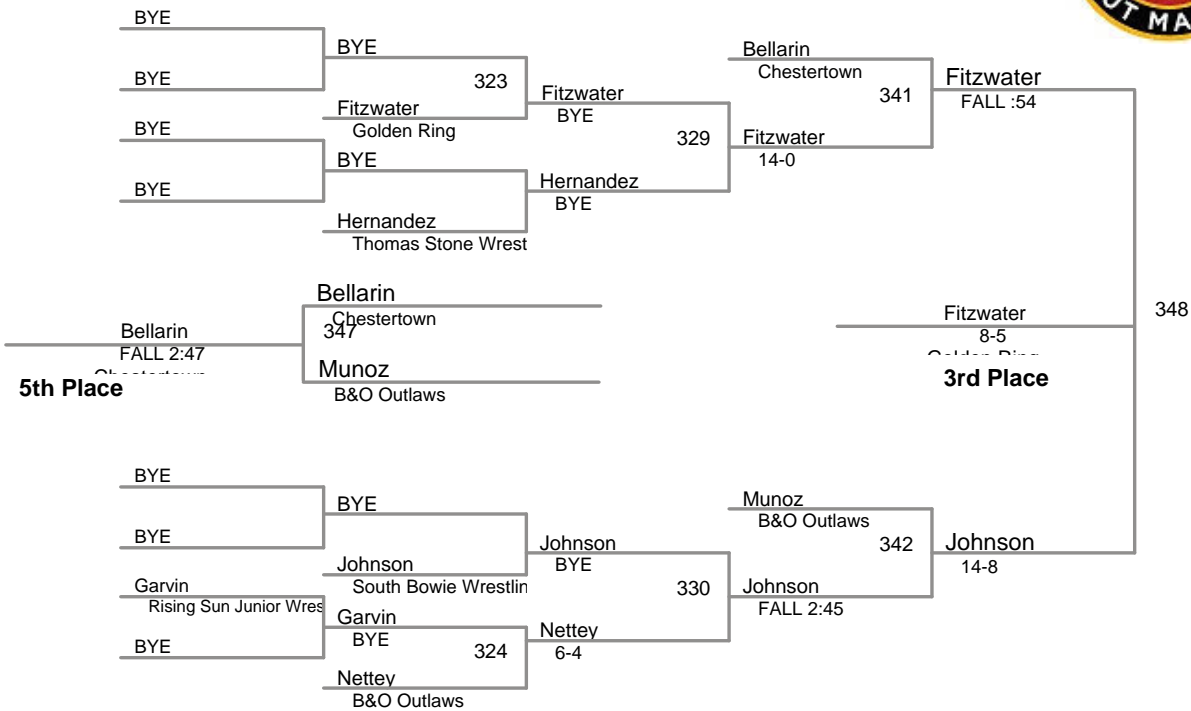 BYE
BYE
BYE
323
Fitzwater
Golden Ring
Fitzwater
BYE
BYE
BYE
BYE
Hernandez
Thomas Stone Wrest
Hernandez
BYE
329
Bellarin
Chestertown
341
Fitzwater
14-0
Fitzwater
FALL :54
Bellarin
Chestertown
347
Munoz
B&O Outlaws
Bellarin
FALL 2:47
5th Place
348
Fitzwater
8-5
Golden Ring
3rd Place
BYE
BYE
BYE
Johnson
South Bowie Wrestlin
Johnson
BYE
Garvin
Rising Sun Junior Wres
BYE
Garvin
BYE
324
Nettey
B&O Outlaws
Nettey
6-4
330
Munoz
B&O Outlaws
342
Johnson
FALL 2:45
Johnson
14-8